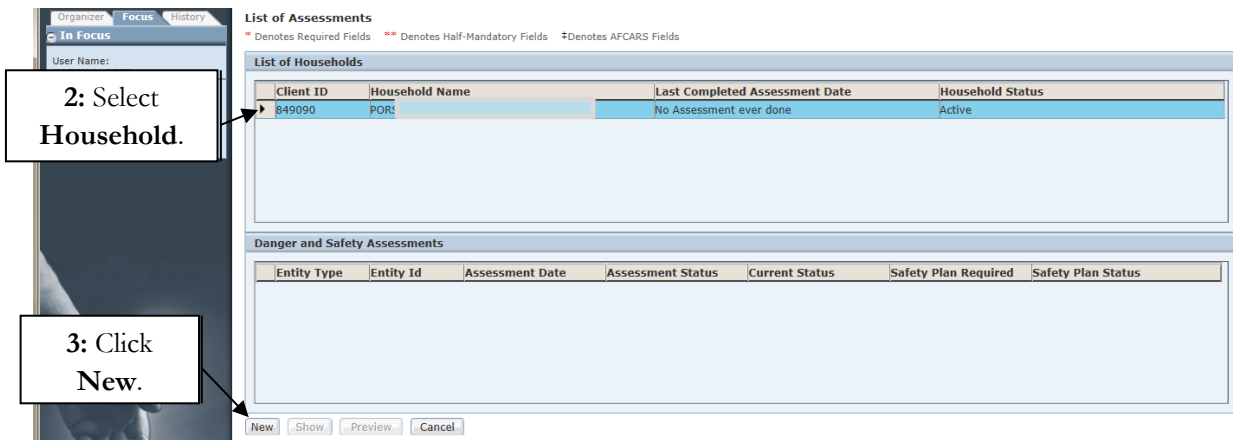 Organizer Focus History
In Focus
User Name:
2: Select
Household.
3: Click
New.
List of Assessments
* Denotes Required Fields ** Denotes Half-Mandatory Fields ‡Denotes AFCARS Fields
List of Households
Client ID Household Name Last Completed Assessment Date Household Status
849090 PORS No Assessment ever done Active
Danger and Safety Assessments
Entity Type Entity Id Assessment Date Assessment Status Current Status Safety Plan Required Safety Plan Status
New Show Preview Cancel